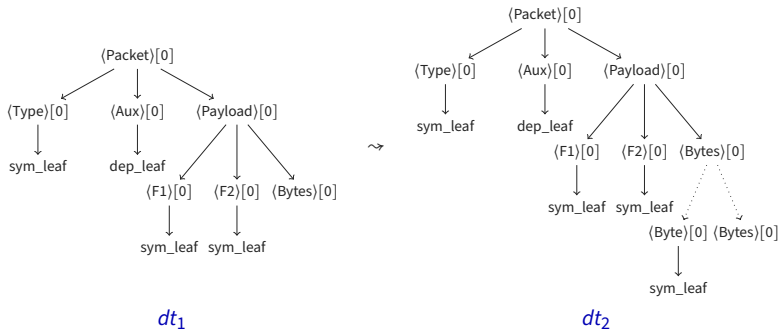 ⟨Packet⟩[0]
⟨Type⟩[0] ⟨Aux⟩[0] ⟨Payload⟩[0]
sym_leaf dep_leaf
⟨F1⟩[0] ⟨F2⟩[0] ⟨Bytes⟩[0]
sym_leaf sym_leaf
dt1
⤳
⟨Packet⟩[0]
⟨Type⟩[0] ⟨Aux⟩[0] ⟨Payload⟩[0]
sym_leaf dep_leaf
⟨F1⟩[0] ⟨F2⟩[0] ⟨Bytes⟩[0]
sym_leaf sym_leaf
⟨Byte⟩[0] ⟨Bytes⟩[0]
sym_leaf
dt2